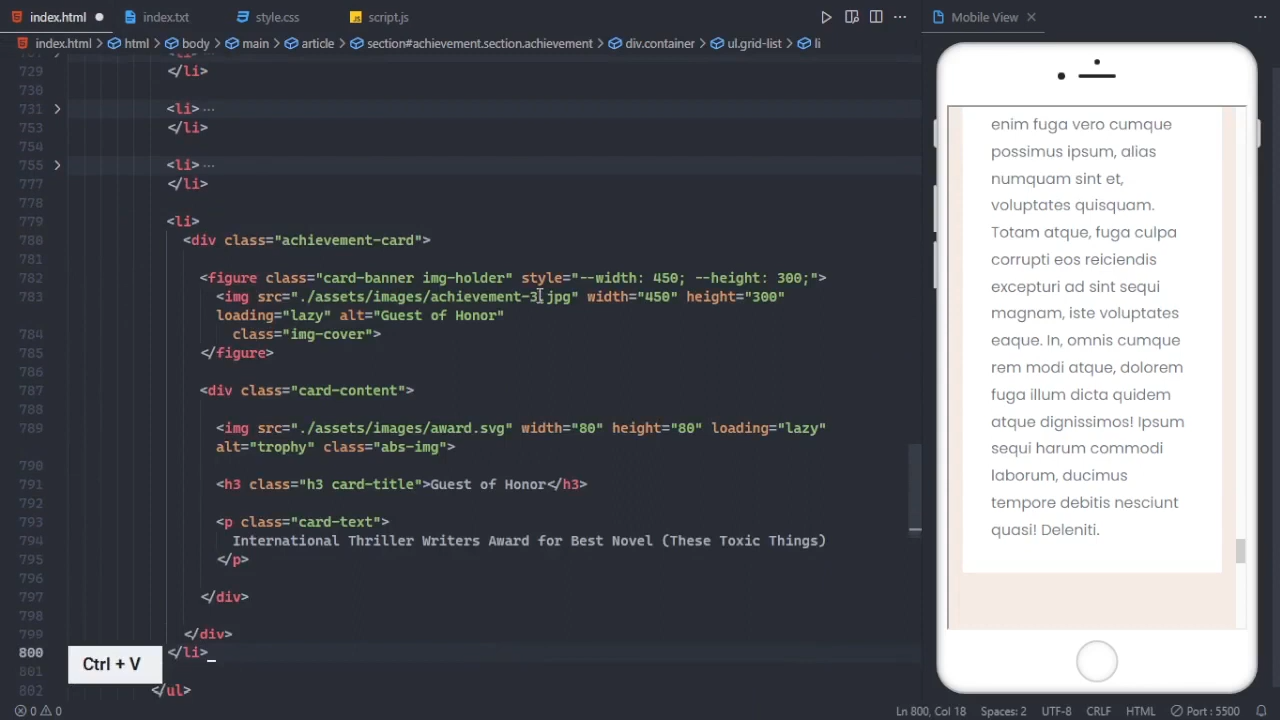 index.html
index.txt
style.css
script.js
Mobile View
index.html
html
body
main
article
section#achievement.section.achievement
div.container
ul.grid-list
li
729 </li>
730
731 <li>…
753 </li>
754
755 <li>…
777 </li>
778
779 <li>
780 <div class="achievement-card">
781
782 <figure class="card-banner img-holder" style="--width: 450; --height: 300;">
783 <img src="./assets/images/achievement-3.jpg" width="450" height="300"
loading="lazy" alt="Guest of Honor"
784 class="img-cover">
785 </figure>
786
787 <div class="card-content">
788
789 <img src="./assets/images/award.svg" width="80" height="80" loading="lazy"
alt="trophy" class="abs-img">
790
791 <h3 class="h3 card-title">Guest of Honor</h3>
792
793 <p class="card-text">
794 International Thriller Writers Award for Best Novel (These Toxic Things)
795 </p>
796
797 </div>
798
799 </div>
800 </li>
801
802 </ul>
Ctrl + V
enim fuga vero cumque
possimus ipsum, alias
numquam sint et,
voluptates quisquam.
Totam atque, fuga culpa
corrupti eos reiciendis
excepturi ad sint sequi
magnam, iste voluptates
eaque. In, omnis cumque
rem modi atque, dolorem
fuga illum dicta quidem
atque dignissimos! Ipsum
sequi harum commodi
laborum, ducimus
tempore debitis nesciunt
quasi! Deleniti.
0 0
Ln 800, Col 18
Spaces: 2
UTF-8
CRLF
HTML
Port : 5500